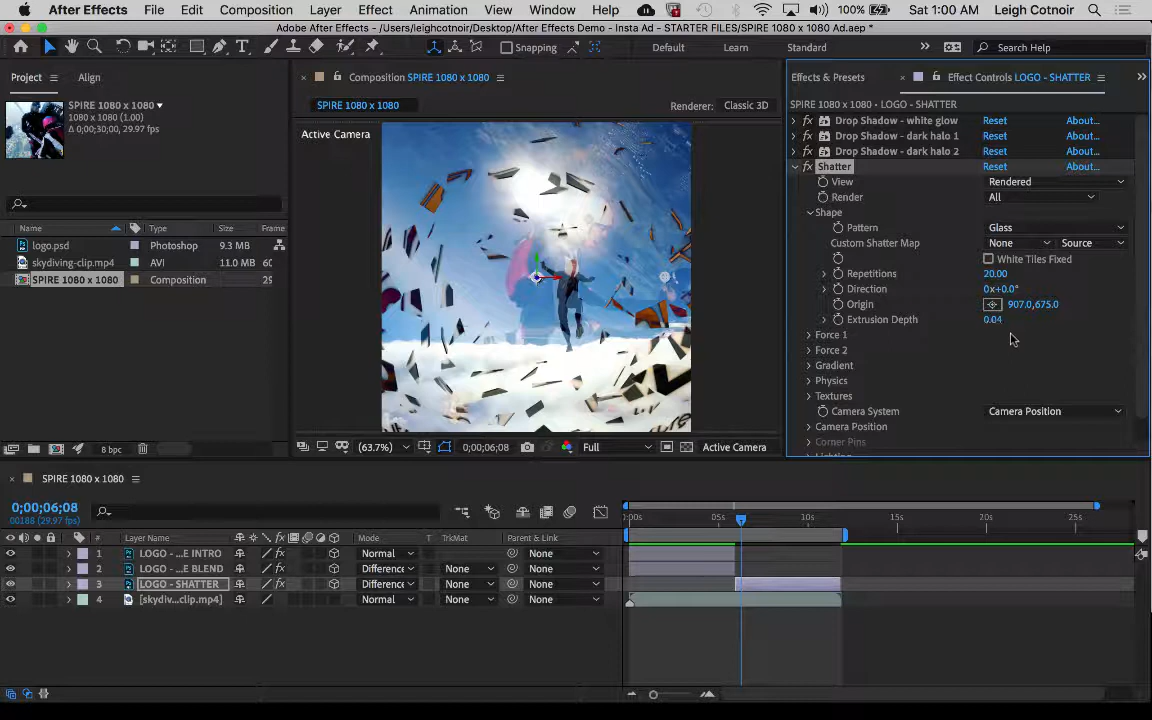 After Effects File Edit Composition Layer Effect Animation View Window Help 100% Sat 1:00 AM Leigh Cotnoir
Adobe After Effects - /Users/leighcotnoir/Desktop/After Effects Demo - Insta Ad - STARTER FILES/SPIRE 1080 x 1080 Ad.aep *
Snapping Default Learn Standard Search Help
Project Align
Composition SPIRE 1080 x 1080
Effects & Presets Effect Controls LOGO - SHATTER
SPIRE 1080 x 1080
1080 x 1080 (1.00)
Δ 0;00;30;00, 29.97 fps
SPIRE 1080 x 1080 Renderer: Classic 3D
Active Camera
SPIRE 1080 x 1080 • LOGO - SHATTER
fx Drop Shadow - white glow Reset About...
fx Drop Shadow - dark halo 1 Reset About...
fx Drop Shadow - dark halo 2 Reset About...
fx Shatter Reset About...
View Rendered
Render All
Shape
Pattern Glass
Custom Shatter Map None Source
White Tiles Fixed
Repetitions 20.00
Direction 0x+0.0°
Origin 907.0,675.0
Extrusion Depth 0.04
Force 1
Force 2
Gradient
Physics
Textures
Camera System Camera Position
Camera Position
Corner Pins
Lighting
Name Type Size Frame
logo.psd Photoshop 9.3 MB
skydiving-clip.mp4 AVI 11.0 MB 60
SPIRE 1080 x 1080 Composition 29
8 bpc
(63.7%) 0;00;06;08 Full Active Camera
SPIRE 1080 x 1080
0;00;06;08
00188 (29.97 fps)
:00s 05s 10s 15s 20s 25s
# Layer Name fx Mode T TrkMat Parent & Link
1 LOGO - ...E INTRO fx Normal None
2 LOGO - ...E BLEND fx Difference None None
3 LOGO - SHATTER fx Difference None None
4 [skydiv...clip.mp4] Normal None None